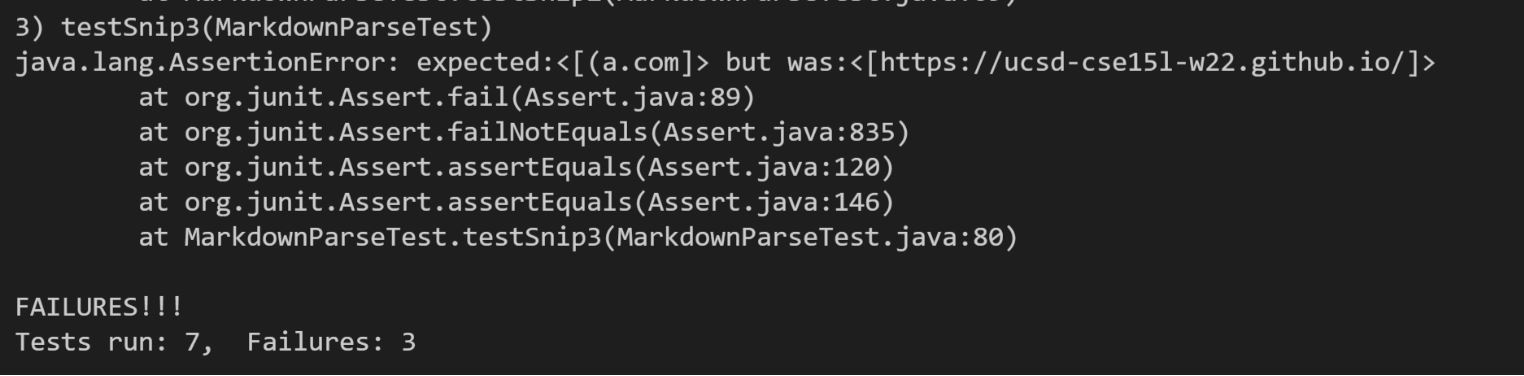 3) testSnip3(MarkdownParseTest)
java.lang.AssertionError: expected:<[(a.com]> but was:<[https://ucsd-cse15l-w22.github.io/]>
        at org.junit.Assert.fail(Assert.java:89)
        at org.junit.Assert.failNotEquals(Assert.java:835)
        at org.junit.Assert.assertEquals(Assert.java:120)
        at org.junit.Assert.assertEquals(Assert.java:146)
        at MarkdownParseTest.testSnip3(MarkdownParseTest.java:80)
FAILURES!!!
Tests run: 7,  Failures: 3